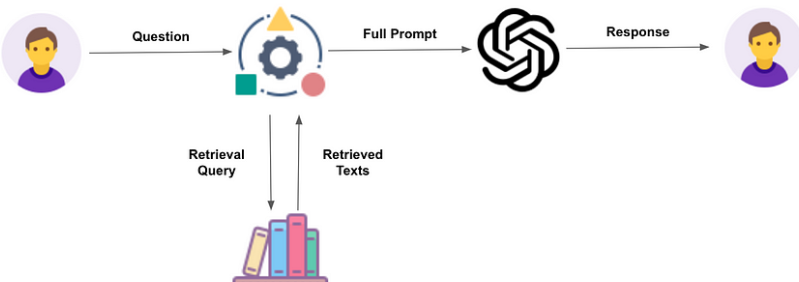 Question
Full Prompt
Response
Retrieval
Query
Retrieved
Texts